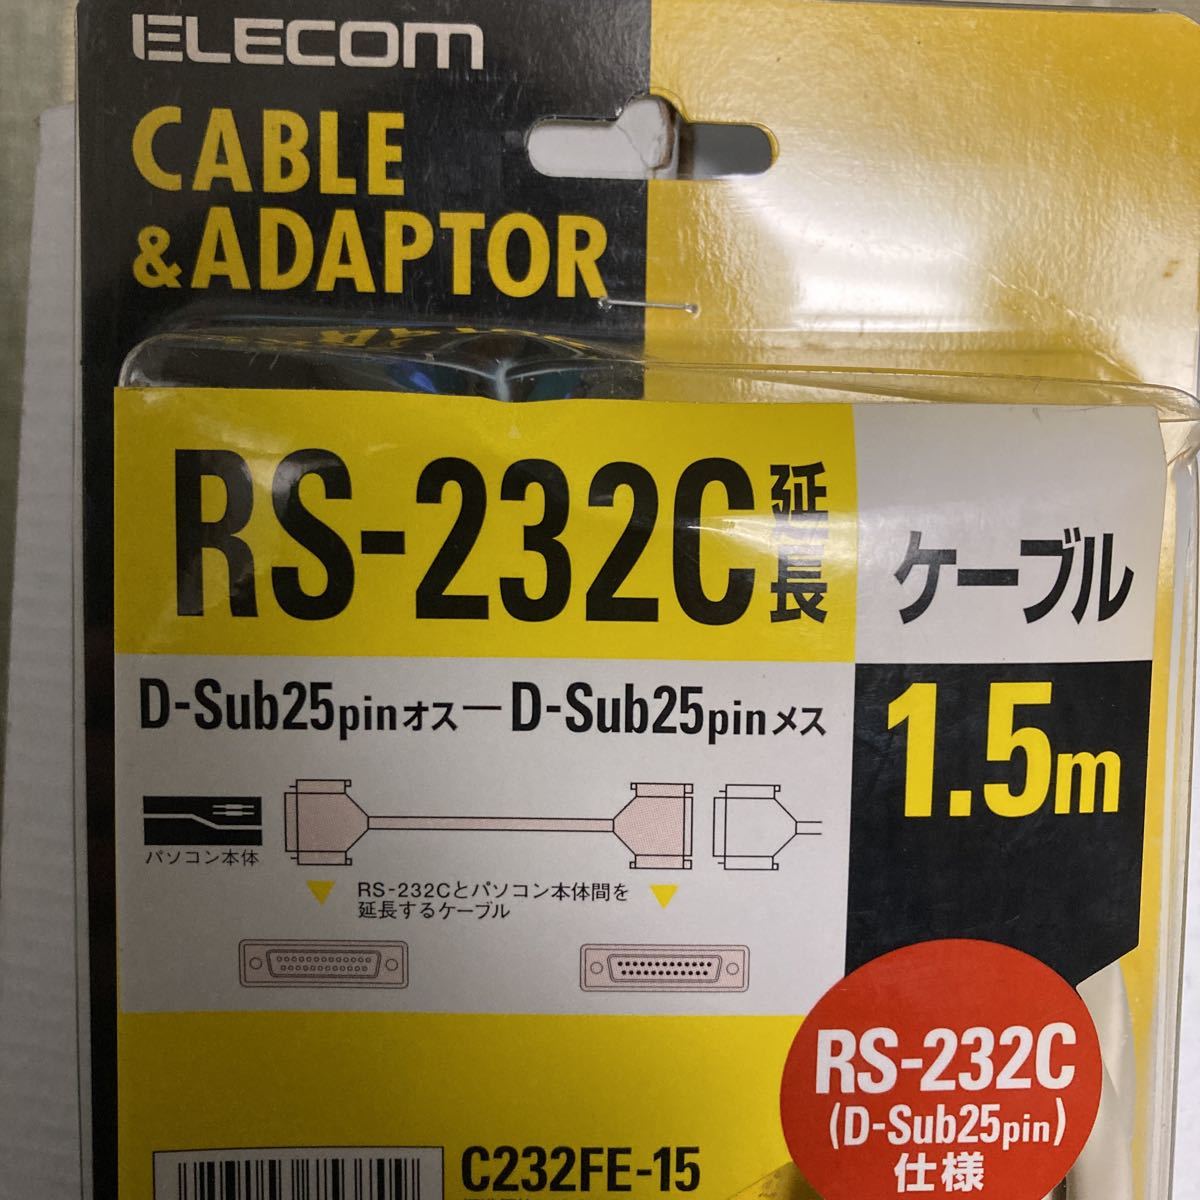 ELECOM
CABLE
&ADAPTOR
RS-232C延長
ケーブル
D-Sub25pinオス—D-Sub25pinメス
1.5m
パソコン本体
RS-232Cとパソコン本体間を
延長するケーブル
RS-232C
(D-Sub25pin)
仕様
C232FE-15